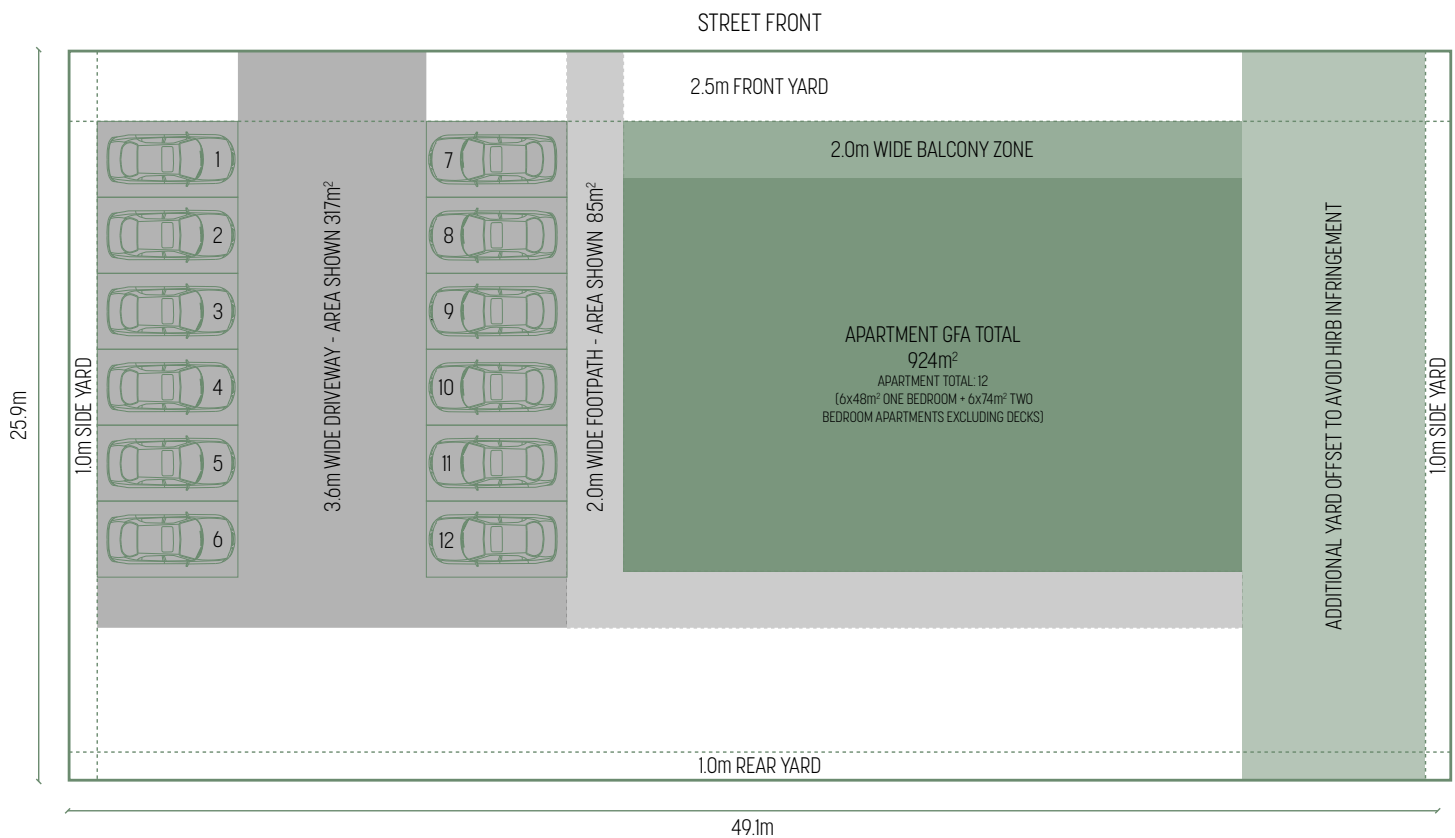 STREET FRONT
2.5m FRONT YARD
2.0m WIDE BALCONY ZONE
1
2
3
4
5
6
7
8
9
10
11
12
25.9m
1.0m SIDE YARD
3.6m WIDE DRIVEWAY - AREA SHOWN 317m²
2.0m WIDE FOOTPATH - AREA SHOWN 85m²
APARTMENT GFA TOTAL
924m²
APARTMENT TOTAL: 12
(6x48m² ONE BEDROOM + 6x74m² TWO
BEDROOM APARTMENTS EXCLUDING DECKS)
ADDITIONAL YARD OFFSET TO AVOID HIRB INFRINGEMENT
1.0m SIDE YARD
1.0m REAR YARD
49.1m